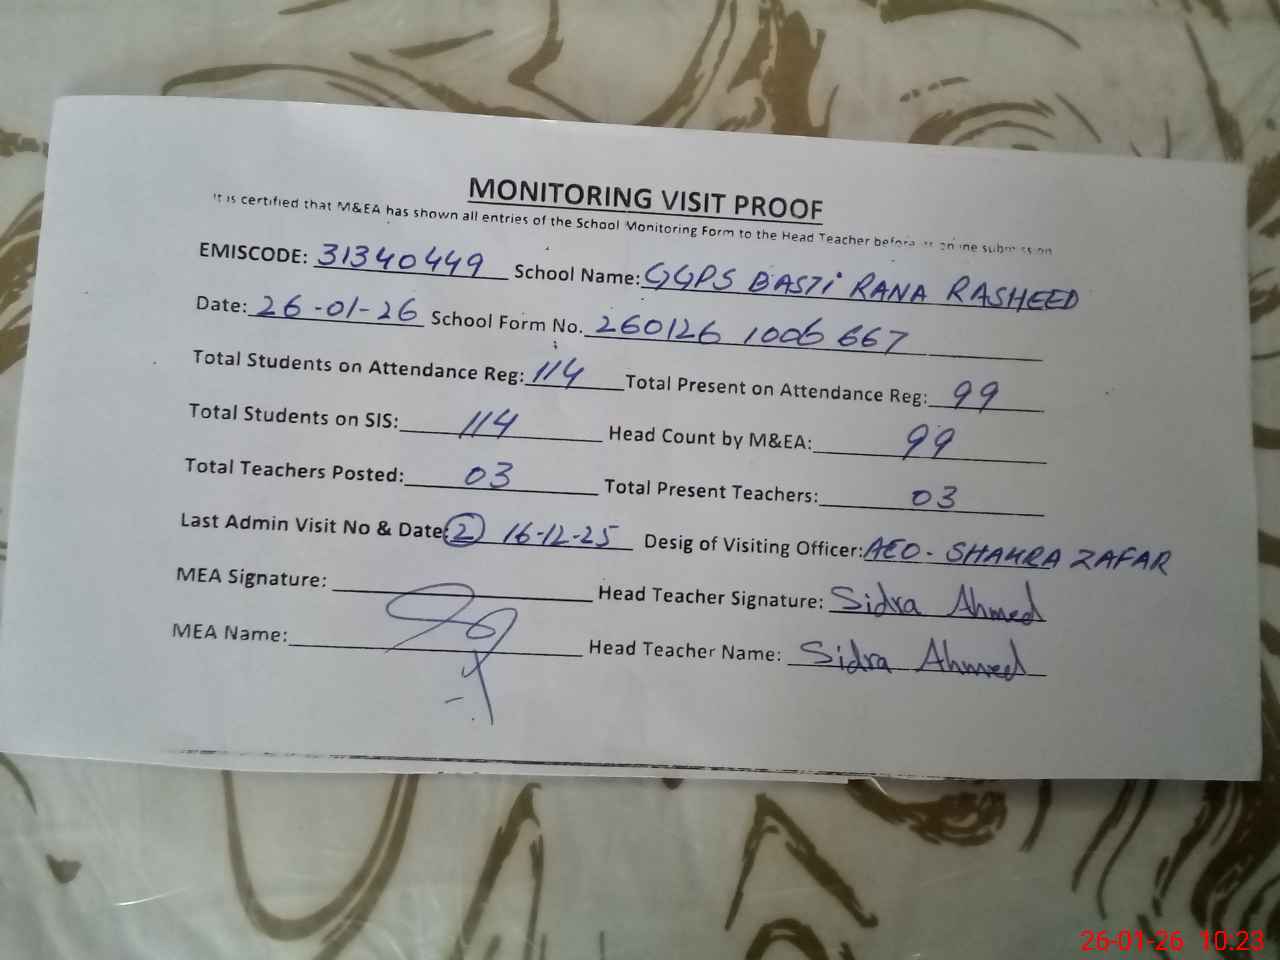 MONITORING VISIT PROOF
It is certified that M&EA has shown all entries of the School Monitoring Form to the Head Teacher before its online submission
EMISCODE: 31340449 School Name: GGPS BASTi RANA RASHEED
Date: 26-01-26 School Form No. 260126 1006 667
Total Students on Attendance Reg: 114 Total Present on Attendance Reg: 99
Total Students on SIS: 114 Head Count by M&EA: 99
Total Teachers Posted: 03 Total Present Teachers: 03
Last Admin Visit No & Date: 2 16-12-25 Desig of Visiting Officer: AEO- ZAFAR
MEA Signature: Head Teacher Signature: Sidra Ahmed
MEA Name: Head Teacher Name: Sidra Ahmed
26-01-26 10:23